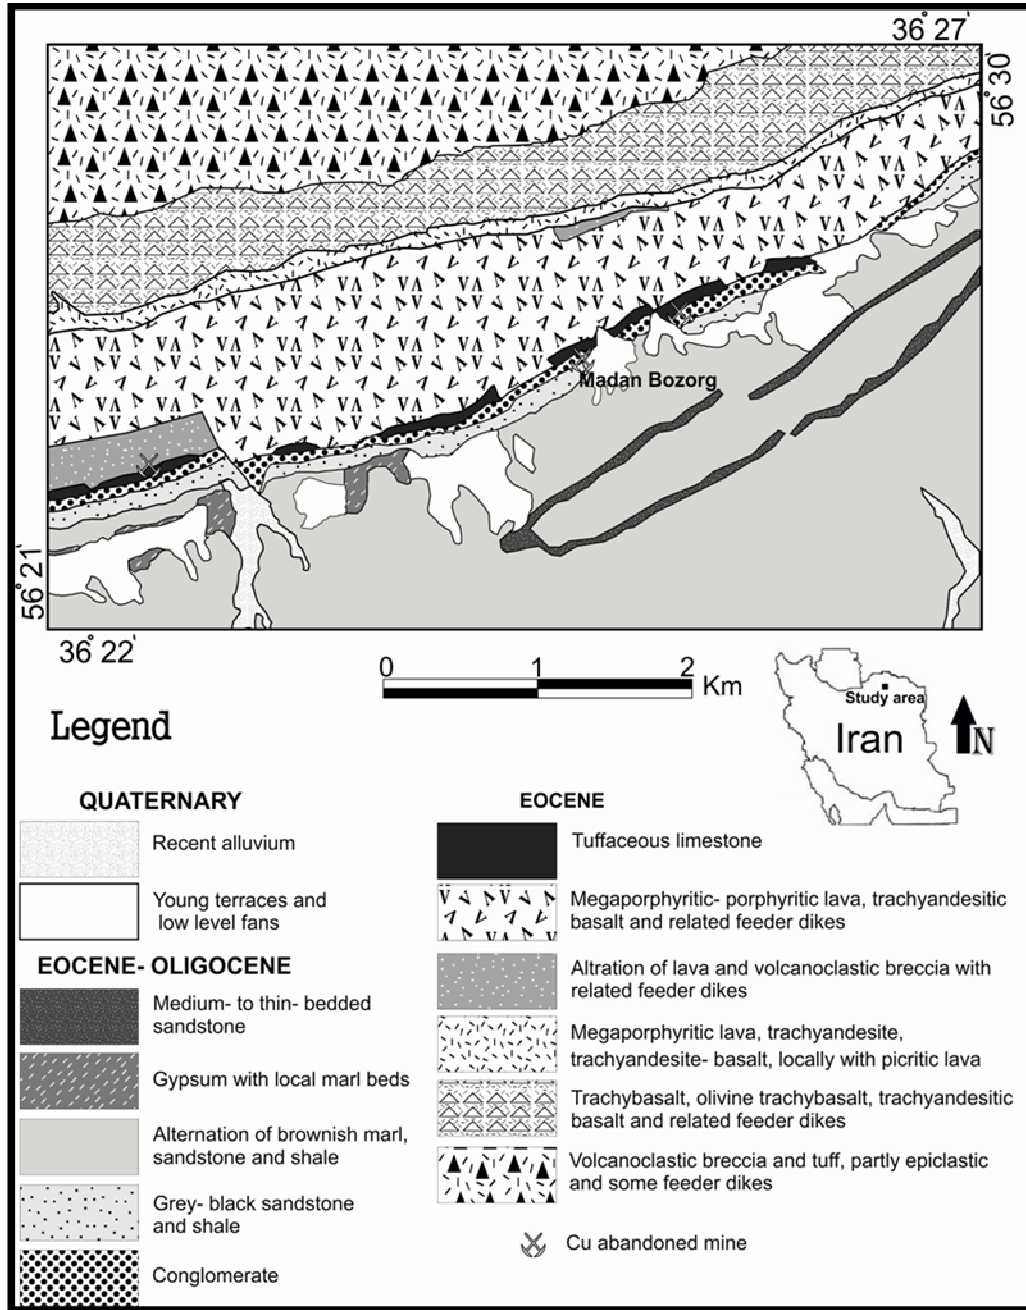 36° 27'
56° 30'
Madan Bozorg
56° 21'
36° 22'
0 1 2 Km
Study area
Iran
N
Legend
QUATERNARY
Recent alluvium
Young terraces and
low level fans
EOCENE- OLIGOCENE
Medium- to thin- bedded
sandstone
Gypsum with local marl beds
Alternation of brownish marl,
sandstone and shale
Grey- black sandstone
and shale
Conglomerate
EOCENE
Tuffaceous limestone
Megaporphyritic- porphyritic lava, trachyandesitic
basalt and related feeder dikes
Altration of lava and volcanoclastic breccia with
related feeder dikes
Megaporphyritic lava, trachyandesite,
trachyandesite- basalt, locally with picritic lava
Trachybasalt, olivine trachybasalt, trachyandesitic
basalt and related feeder dikes
Volcanoclastic breccia and tuff, partly epiclastic
and some feeder dikes
Cu abandoned mine